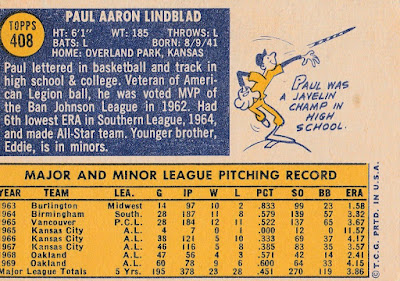 TOPPS
408
PAUL AARON LINDBLAD
HT: 6'1" WT: 185 THROWS: L
BATS: L BORN: 8/9/41
HOME: OVERLAND PARK, KANSAS
Paul lettered in basketball and track in
high school & college. Veteran of Ameri-
can Legion ball, he was voted MVP of
the Ban Johnson League in 1962. Had
6th lowest ERA in Southern League, 1964,
and made All-Star team. Younger brother,
Eddie, is in minors.
PAUL WAS
A
JAVELIN
CHAMP IN
HIGH
SCHOOL.
MAJOR AND MINOR LEAGUE PITCHING RECORD
YEAR TEAM LEA. G IP W L PCT SO BB ERA
1963 Burlington Midwest 14 97 10 2 .833 99 23 1.58
1964 Birmingham South. 28 187 11 8 .579 139 57 3.32
1965 Vancouver P.C.L. 28 184 12 11 .522 138 38 3.67
1965 Kansas City A.L. 4 7 0 1 .000 12 0 11.57
1966 Kansas City A.L. 38 121 5 10 .333 69 37 4.17
1967 Kansas City A.L. 46 116 5 8 .385 83 35 3.57
1968 Oakland A.L. 47 56 4 3 .571 42 14 2.41
1969 Oakland A.L. 60 78 9 6 .600 64 33 4.15
Major League Totals 5 Yrs. 195 378 23 28 .451 270 119 3.86
© T.C.G. PRTD. IN U.S.A.